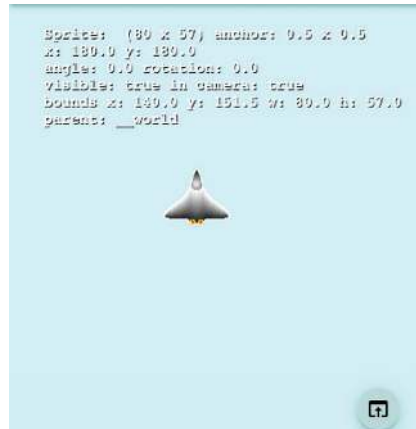 Sprite: (80 x 57) anchor: 0.5 x 0.5
x: 180.0 y: 180.0
angle: 0.0 rotation: 0.0
visible: true in camera: true
bounds x: 140.0 y: 151.5 w: 80.0 h: 57.0
parent: __world